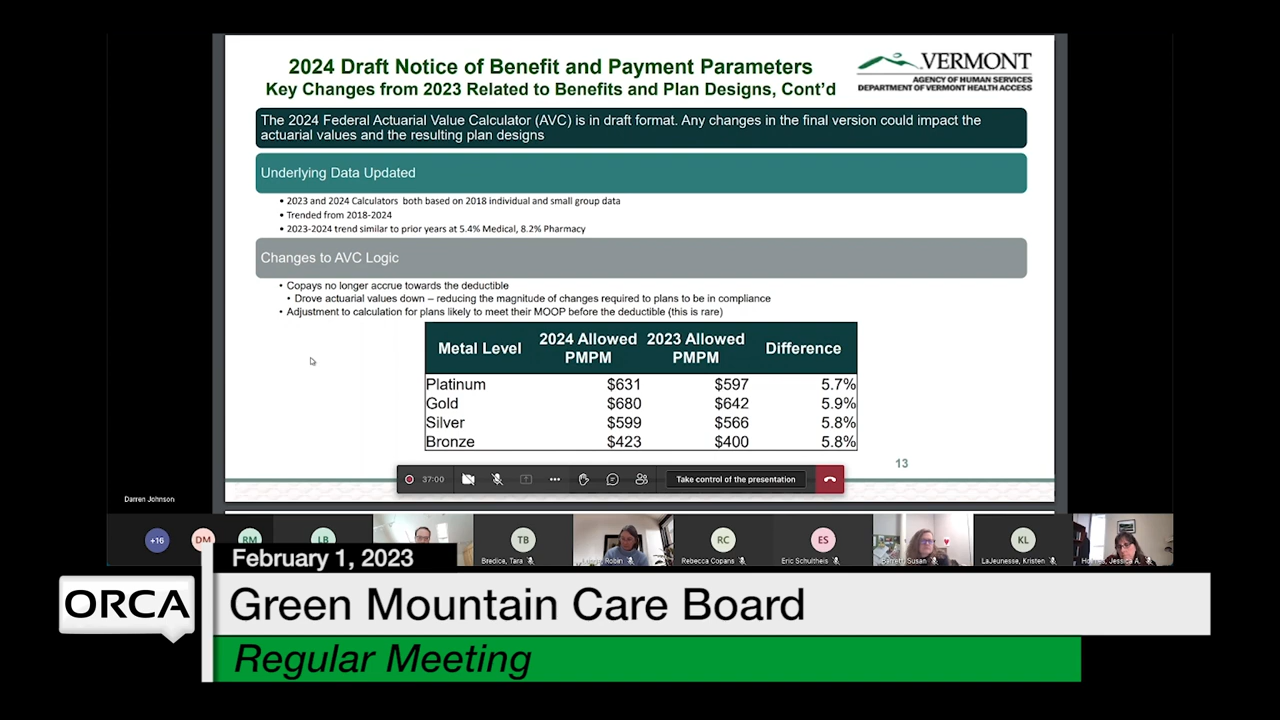 2024 Draft Notice of Benefit and Payment Parameters
Key Changes from 2023 Related to Benefits and Plan Designs, Cont'd
VERMONT
AGENCY OF HUMAN SERVICES
DEPARTMENT OF VERMONT HEALTH ACCESS
The 2024 Federal Actuarial Value Calculator (AVC) is in draft format. Any changes in the final version could impact the
actuarial values and the resulting plan designs
Underlying Data Updated
• 2023 and 2024 Calculators both based on 2018 individual and small group data
• Trended from 2018-2024
• 2023-2024 trend similar to prior years at 5.4% Medical, 8.2% Pharmacy
Changes to AVC Logic
• Copays no longer accrue towards the deductible
• Drove actuarial values down – reducing the magnitude of changes required to plans to be in compliance
• Adjustment to calculation for plans likely to meet their MOOP before the deductible (this is rare)
Metal Level 2024 Allowed PMPM 2023 Allowed PMPM Difference
Platinum $631 $597 5.7%
Gold $680 $642 5.9%
Silver $599 $566 5.8%
Bronze $423 $400 5.8%
13
37:00 Take control of the presentation
Darren Johnson
+16 DM RM LB TB RC ES KL
Bredice, Tara Robin Rebecca Copans Eric Schultheis Barrett, Susan LaJeunesse, Kristen Holmes, Jessica A.
February 1, 2023
ORCA
Green Mountain Care Board
Regular Meeting